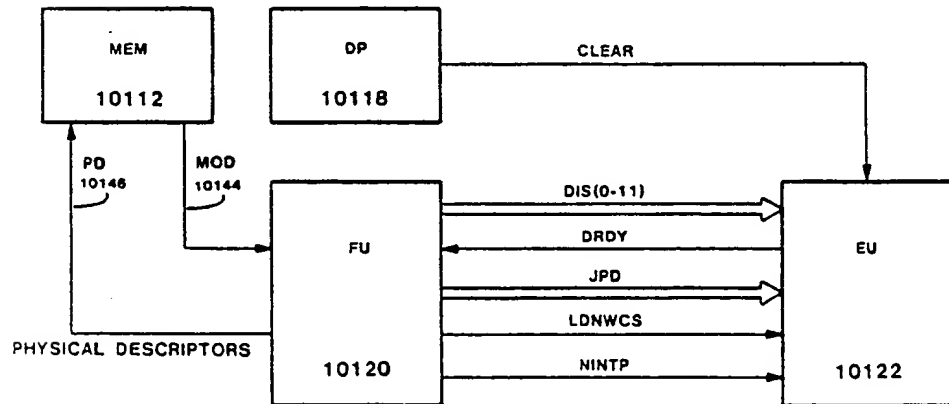 MEM
10112
DP
10118
CLEAR
PD
10146
MOD
10144
PHYSICAL DESCRIPTORS
FU
10120
DIS(0-11)
DRDY
JPD
LDNWCS
NINTP
EU
10122